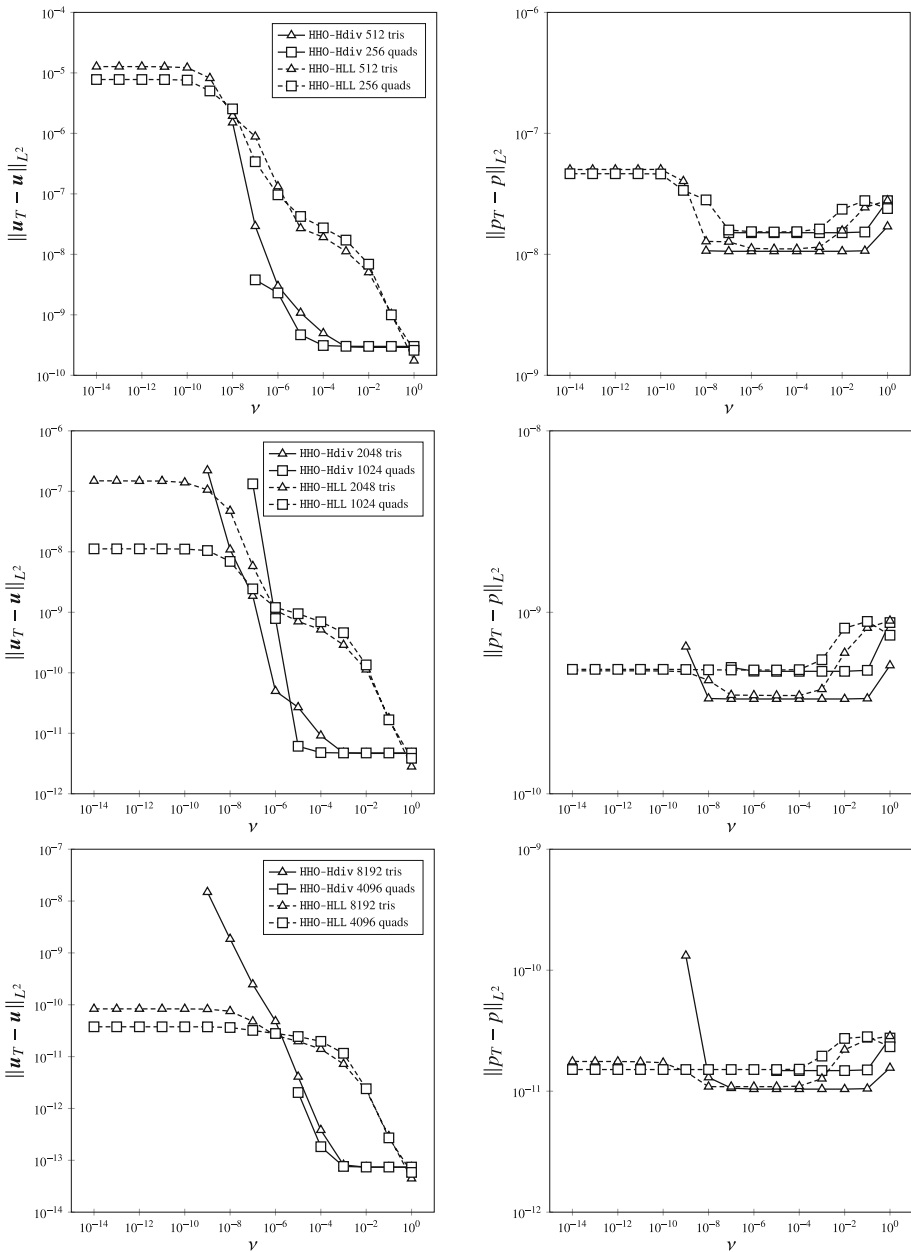 10⁻⁴
10⁻⁵
10⁻⁶
10⁻⁷
10⁻⁸
10⁻⁹
10⁻¹⁰
‖u_T − u‖_{L²}
HHO-Hdiv 512 tris
HHO-Hdiv 256 quads
HHO-HLL 512 tris
HHO-HLL 256 quads
10⁻¹⁴ 10⁻¹² 10⁻¹⁰ 10⁻⁸ 10⁻⁶ 10⁻⁴ 10⁻² 10⁰
ν
10⁻⁶
10⁻⁷
10⁻⁸
10⁻⁹
‖p_T − p‖_{L²}
10⁻¹⁴ 10⁻¹² 10⁻¹⁰ 10⁻⁸ 10⁻⁶ 10⁻⁴ 10⁻² 10⁰
ν
10⁻⁶
10⁻⁷
10⁻⁸
10⁻⁹
10⁻¹⁰
10⁻¹¹
10⁻¹²
‖u_T − u‖_{L²}
HHO-Hdiv 2048 tris
HHO-Hdiv 1024 quads
HHO-HLL 2048 tris
HHO-HLL 1024 quads
10⁻¹⁴ 10⁻¹² 10⁻¹⁰ 10⁻⁸ 10⁻⁶ 10⁻⁴ 10⁻² 10⁰
ν
10⁻⁸
10⁻⁹
10⁻¹⁰
‖p_T − p‖_{L²}
10⁻¹⁴ 10⁻¹² 10⁻¹⁰ 10⁻⁸ 10⁻⁶ 10⁻⁴ 10⁻² 10⁰
ν
10⁻⁷
10⁻⁸
10⁻⁹
10⁻¹⁰
10⁻¹¹
10⁻¹²
10⁻¹³
10⁻¹⁴
‖u_T − u‖_{L²}
HHO-Hdiv 8192 tris
HHO-Hdiv 4096 quads
HHO-HLL 8192 tris
HHO-HLL 4096 quads
10⁻¹⁴ 10⁻¹² 10⁻¹⁰ 10⁻⁸ 10⁻⁶ 10⁻⁴ 10⁻² 10⁰
ν
10⁻⁹
10⁻¹⁰
10⁻¹¹
10⁻¹²
‖p_T − p‖_{L²}
10⁻¹⁴ 10⁻¹² 10⁻¹⁰ 10⁻⁸ 10⁻⁶ 10⁻⁴ 10⁻² 10⁰
ν